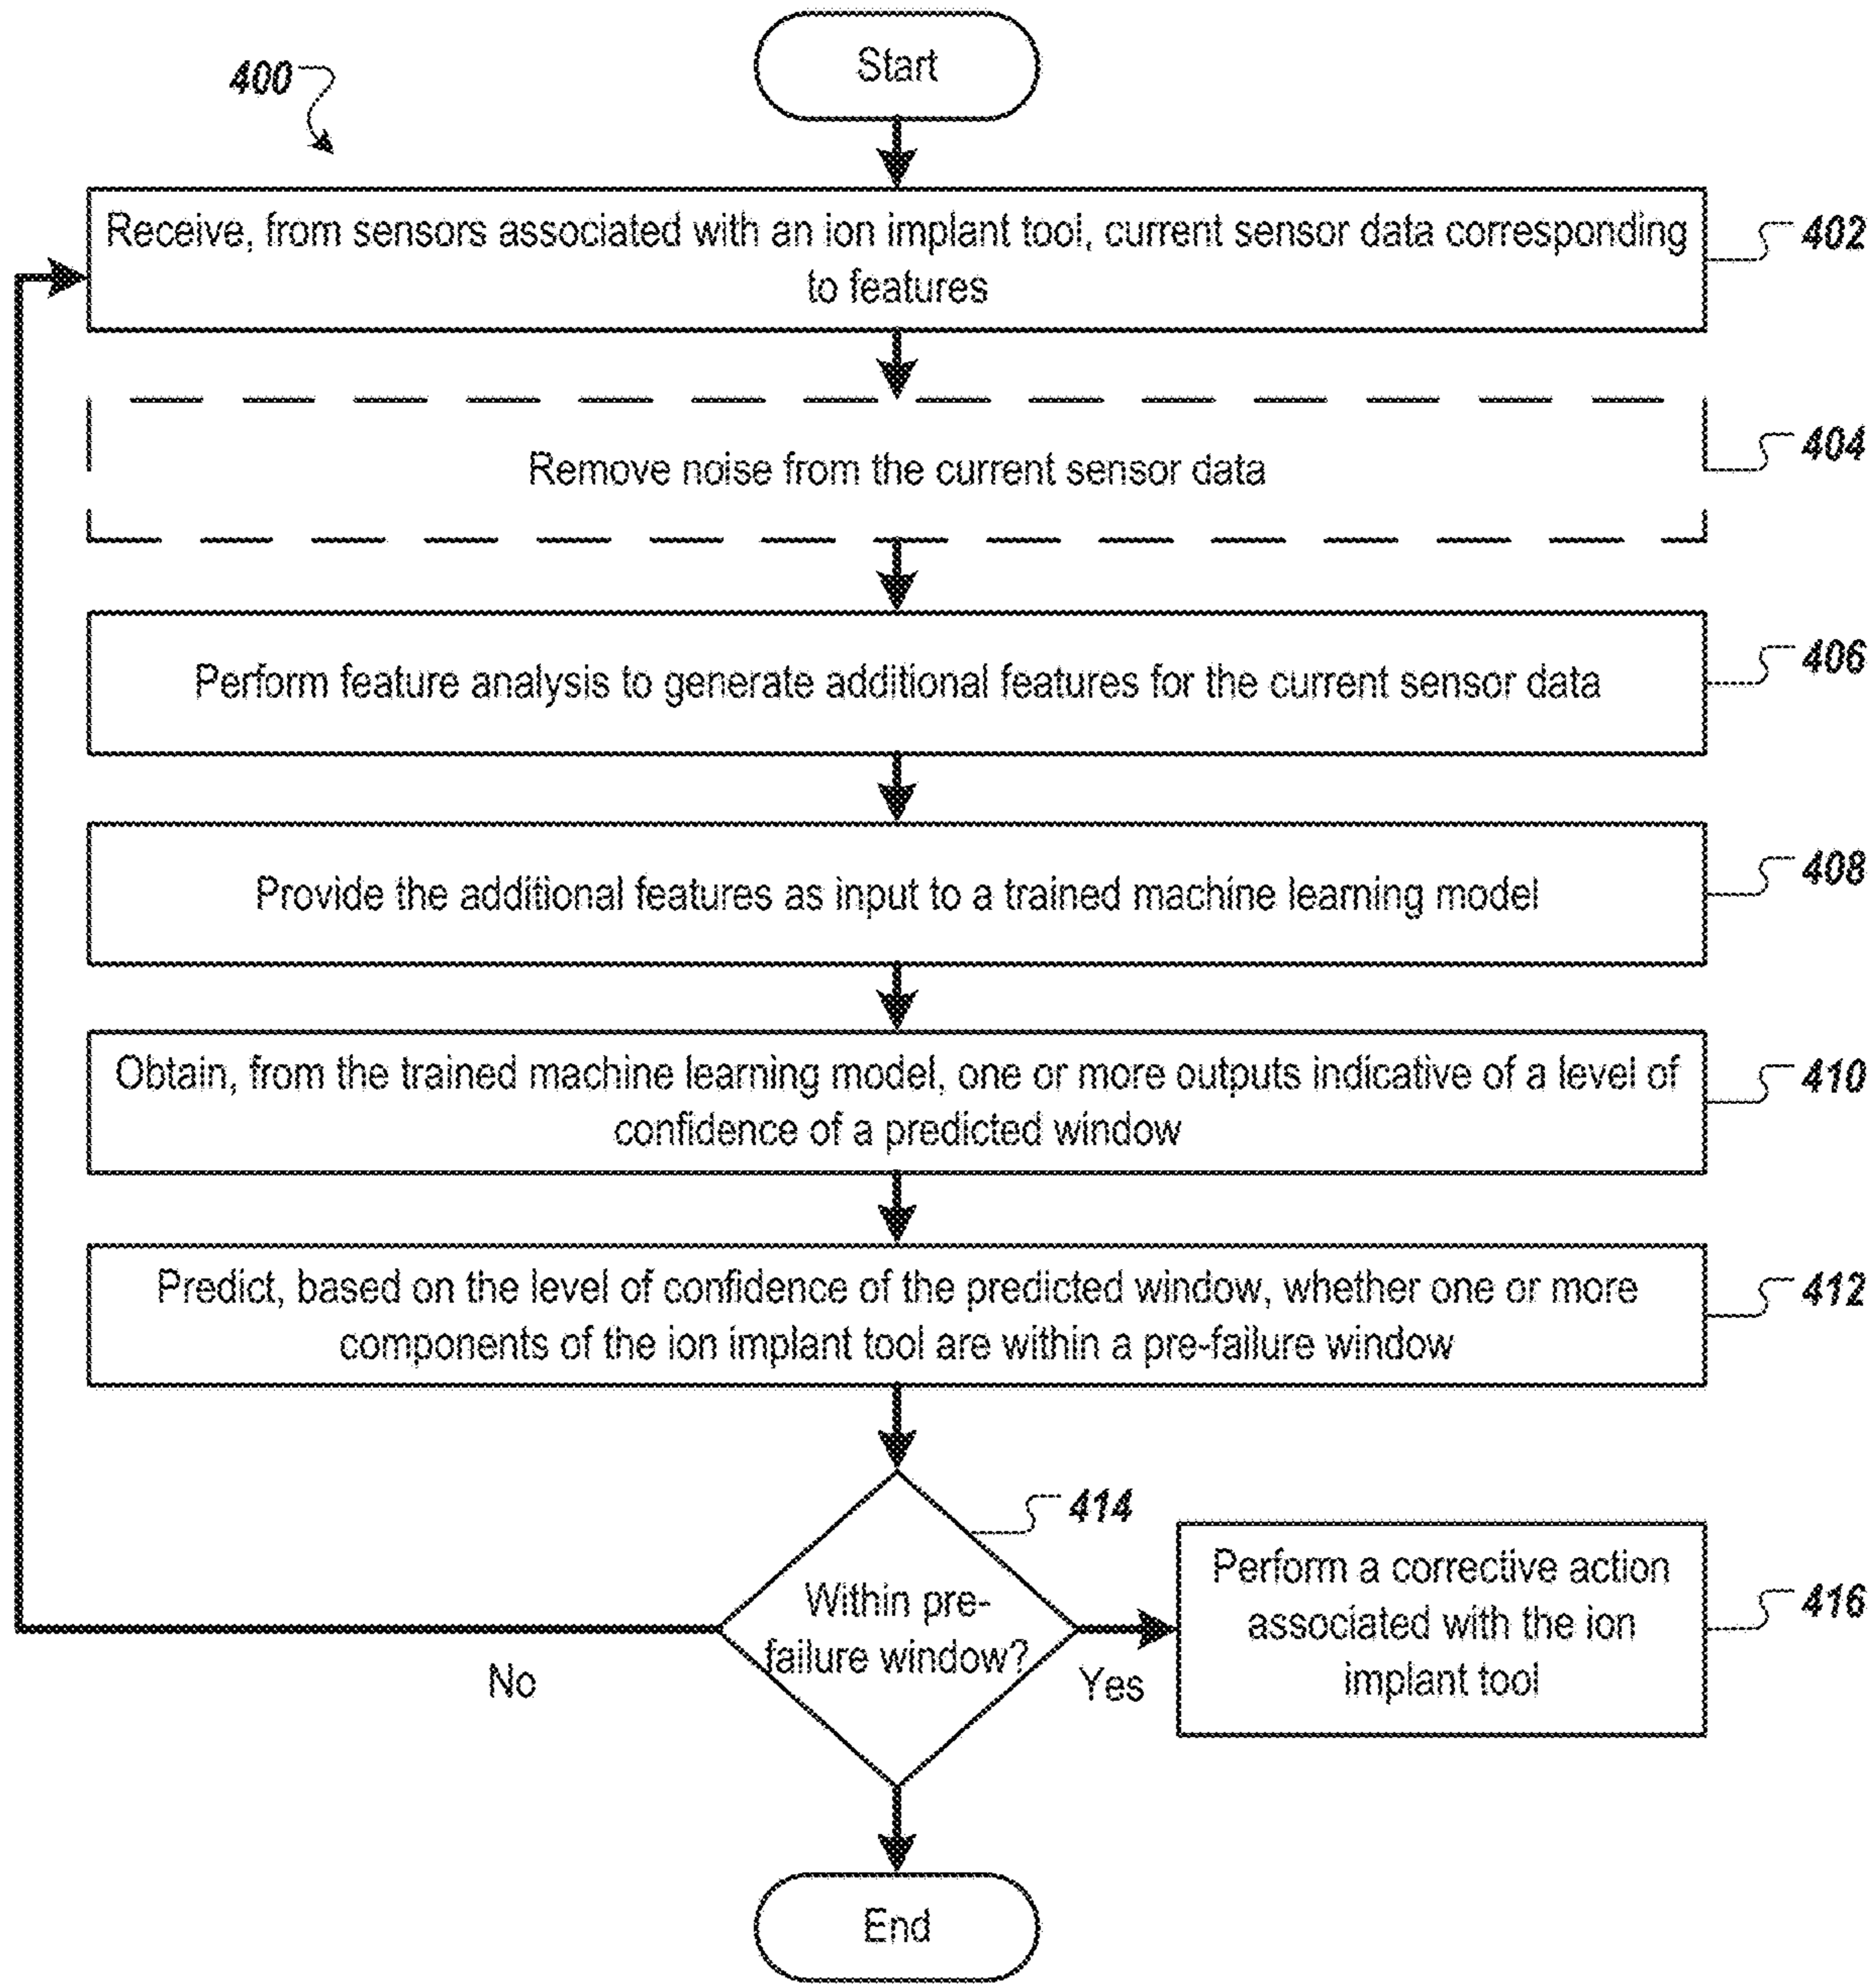 Start
400
Receive, from sensors associated with an ion implant tool, current sensor data corresponding
to features
402
Remove noise from the current sensor data
404
Perform feature analysis to generate additional features for the current sensor data
406
Provide the additional features as input to a trained machine learning model
408
Obtain, from the trained machine learning model, one or more outputs indicative of a level of
confidence of a predicted window
410
Predict, based on the level of confidence of the predicted window, whether one or more
components of the ion implant tool are within a pre-failure window
412
414
Within pre-
failure window?
No
Yes
Perform a corrective action
associated with the ion
implant tool
416
End